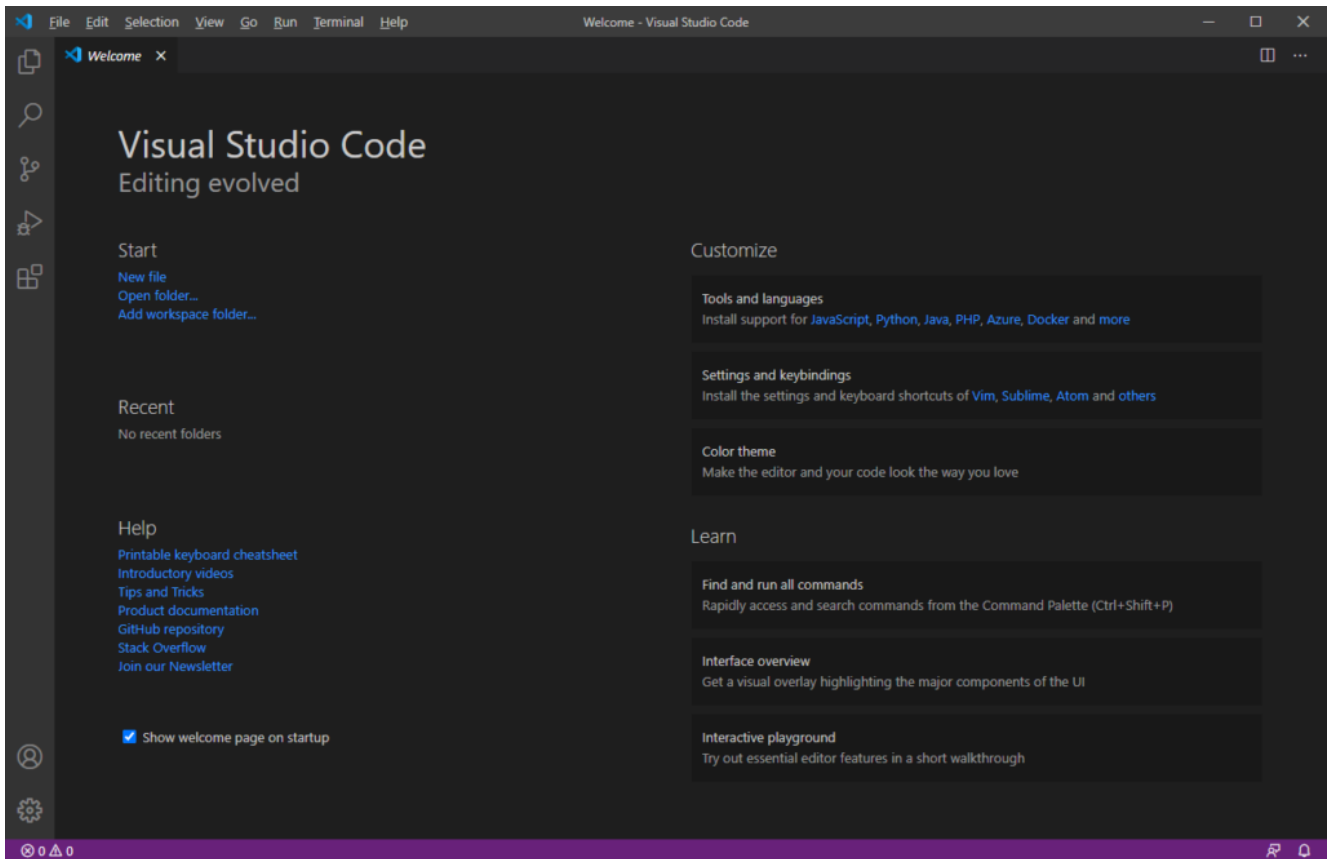 File Edit Selection View Go Run Terminal Help
Welcome - Visual Studio Code
Welcome
Visual Studio Code
Editing evolved
Start
New file
Open folder...
Add workspace folder...
Recent
No recent folders
Help
Printable keyboard cheatsheet
Introductory videos
Tips and Tricks
Product documentation
GitHub repository
Stack Overflow
Join our Newsletter
Show welcome page on startup
Customize
Tools and languages
Install support for JavaScript, Python, Java, PHP, Azure, Docker and more
Settings and keybindings
Install the settings and keyboard shortcuts of Vim, Sublime, Atom and others
Color theme
Make the editor and your code look the way you love
Learn
Find and run all commands
Rapidly access and search commands from the Command Palette (Ctrl+Shift+P)
Interface overview
Get a visual overlay highlighting the major components of the UI
Interactive playground
Try out essential editor features in a short walkthrough
0 0